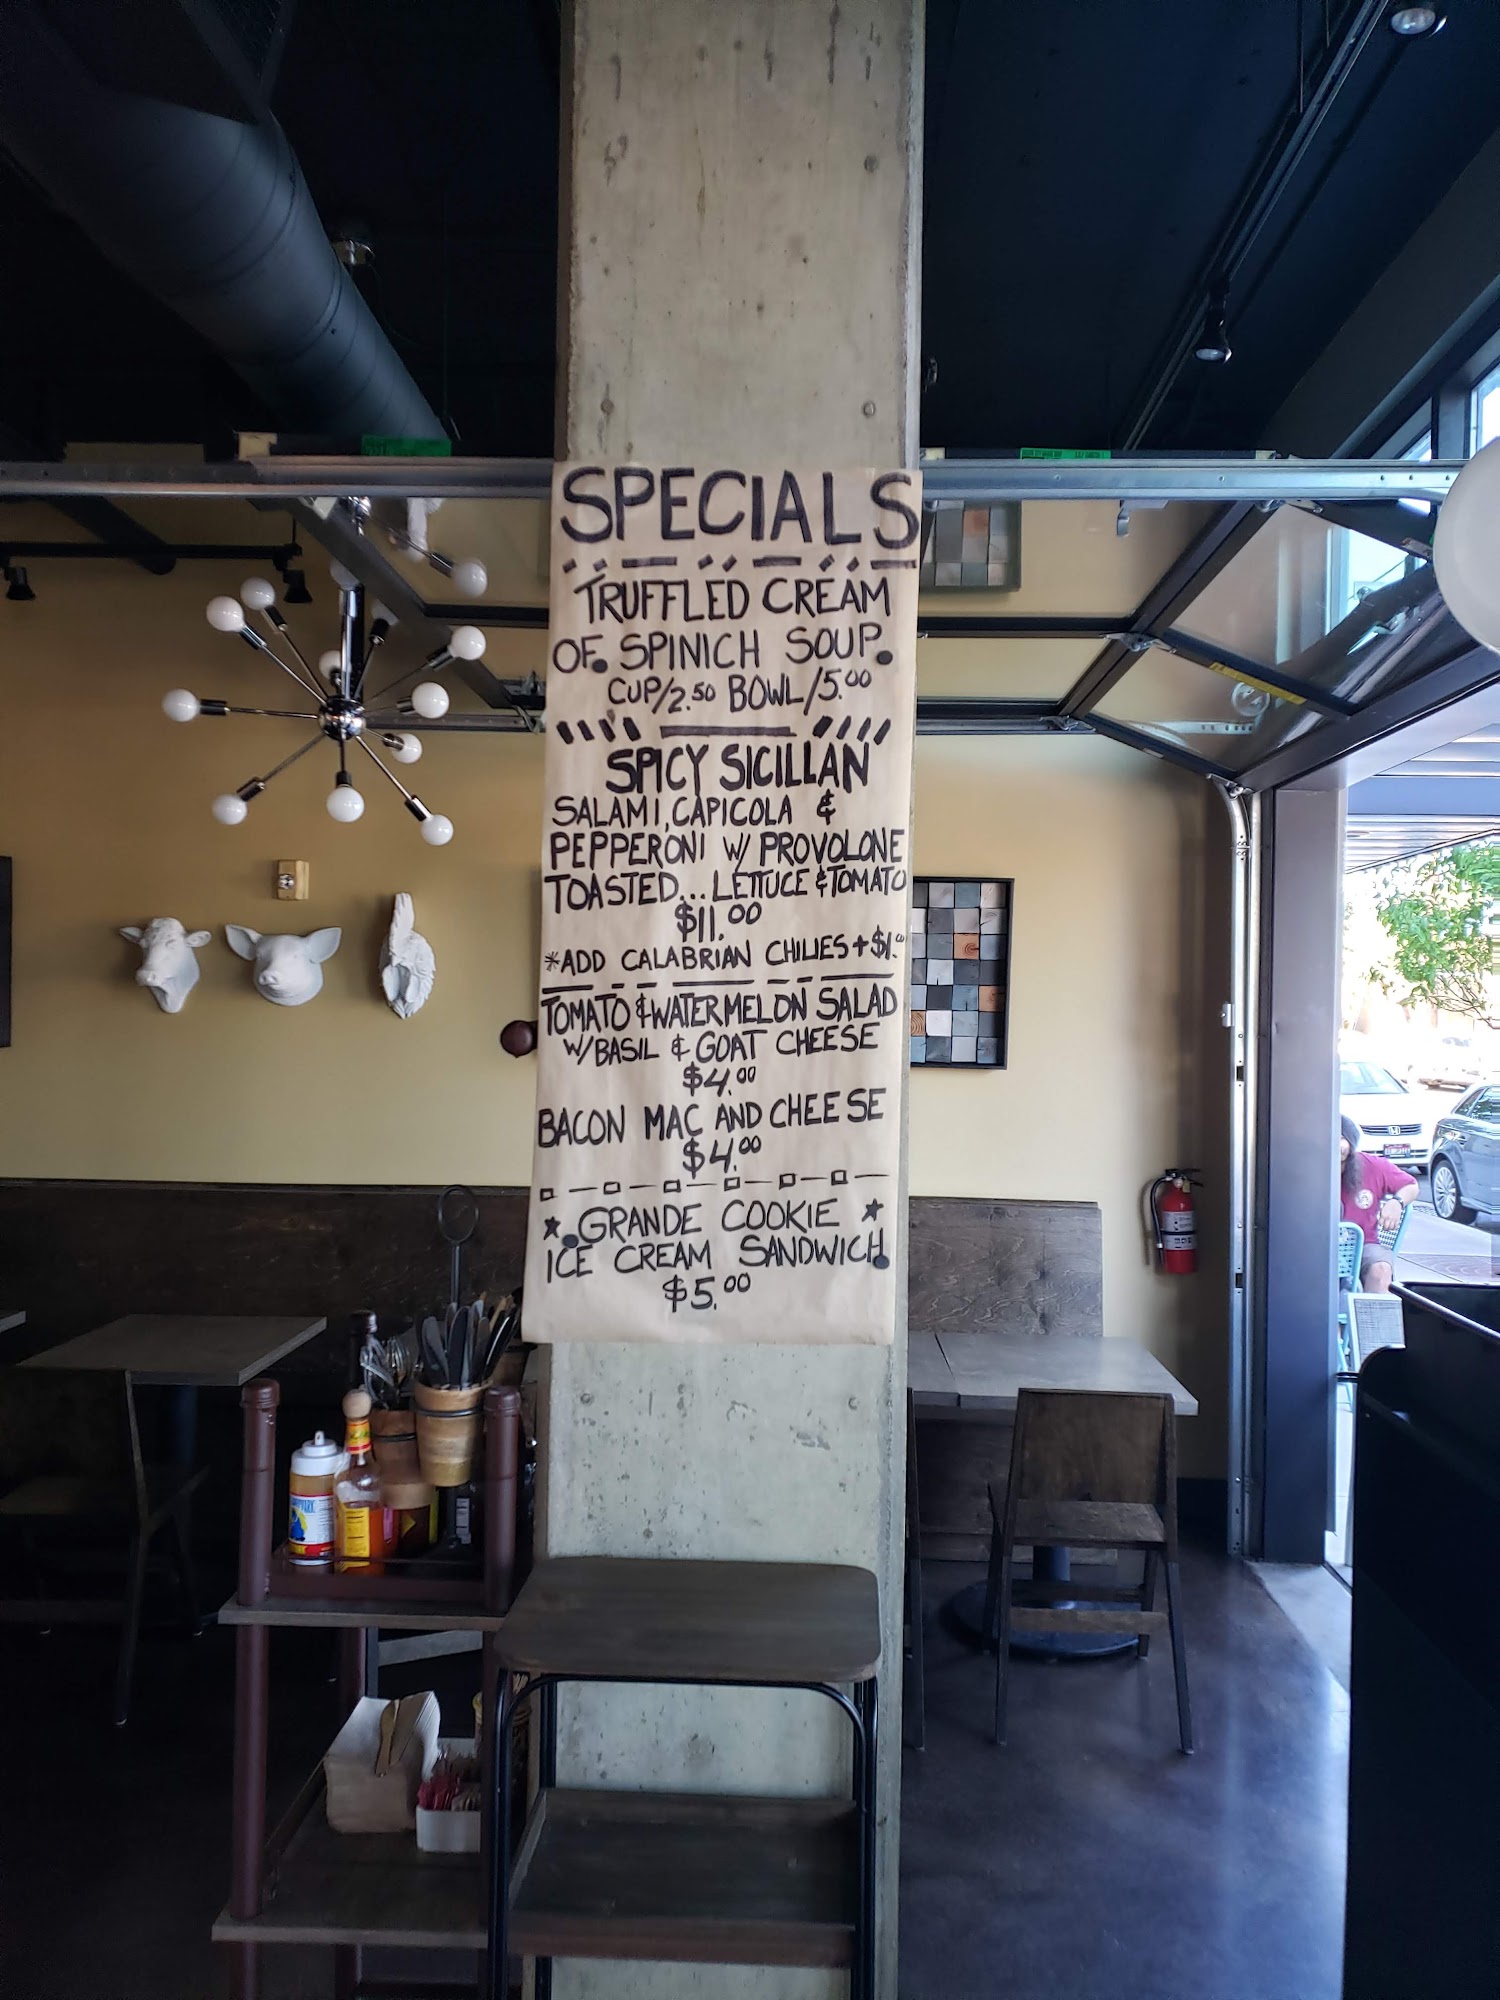 SPECIALS
TRUFFLED CREAM
OF SPINICH SOUP
CUP/2.50 BOWL/5.00
SPICY SICILLAN
SALAMI, CAPICOLA &
PEPPERONI W/ PROVOLONE
TOASTED... LETTUCE & TOMATO
$11.00
*ADD CALABRIAN CHILIES + $1.00
TOMATO & WATERMELON SALAD
W/BASIL & GOAT CHEESE
$4.00
BACON MAC AND CHEESE
$4.00
GRANDE COOKIE
ICE CREAM SANDWICH
$5.00